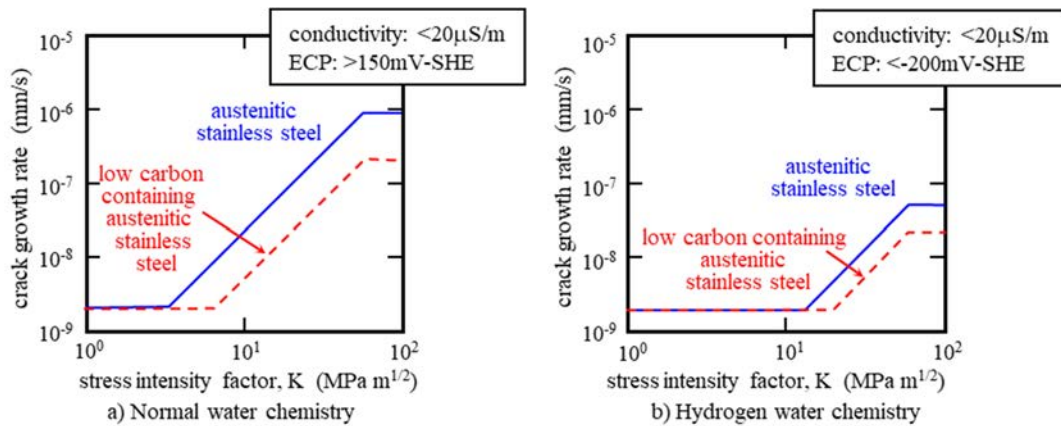 conductivity: <20μS/m
ECP: >150mV-SHE
crack growth rate (mm/s)
10-5
10-6
10-7
10-8
10-9
austenitic
stainless steel
low carbon
containing
austenitic
stainless
steel
100
101
102
stress intensity factor, K (MPa m1/2)
a) Normal water chemistry
conductivity: <20μS/m
ECP: <-200mV-SHE
crack growth rate (mm/s)
10-5
10-6
10-7
10-8
10-9
austenitic
stainless steel
low carbon containing
austenitic
stainless steel
100
101
102
stress intensity factor, K (MPa m1/2)
b) Hydrogen water chemistry